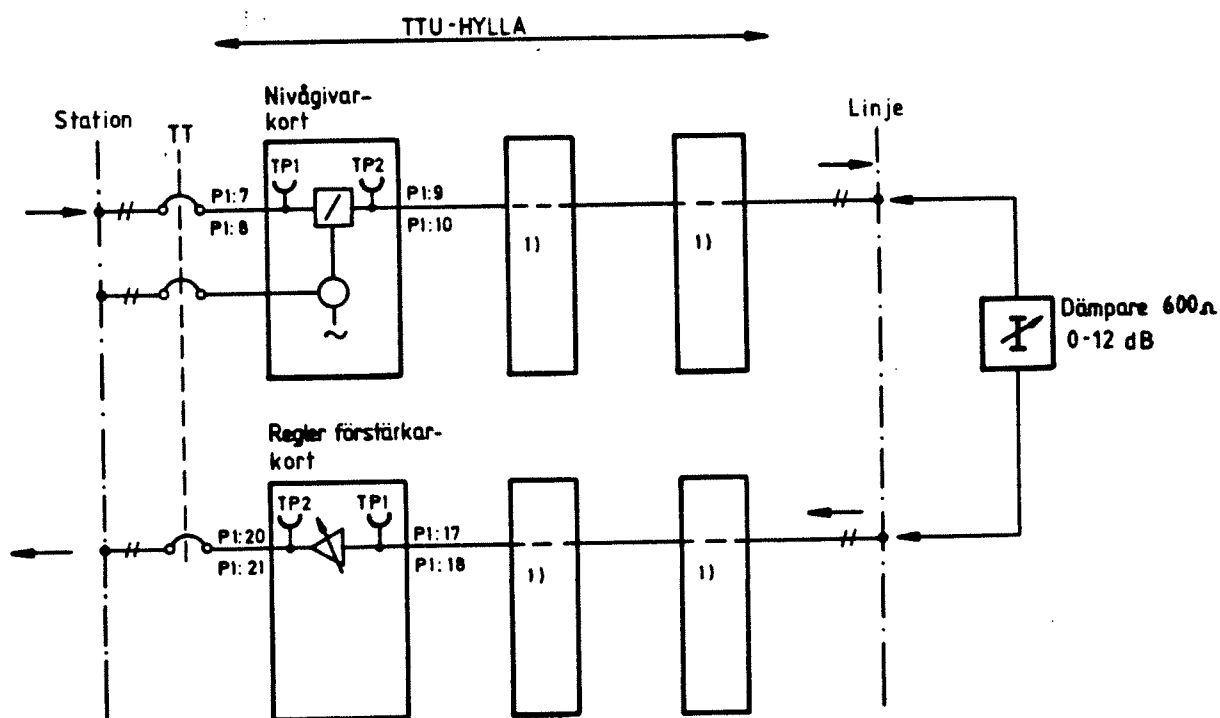 TTU-HYLLA
Nivågivar-
kort
Station
TT
Linje
TP1
TP2
P1:7
P1:8
P1:9
P1:10
1)
1)
~
Dämpare 600Ω
0-12 dB
Regler förstärkar-
kort
TP2
TP1
P1:20
P1:21
P1:17
P1:18
1)
1)